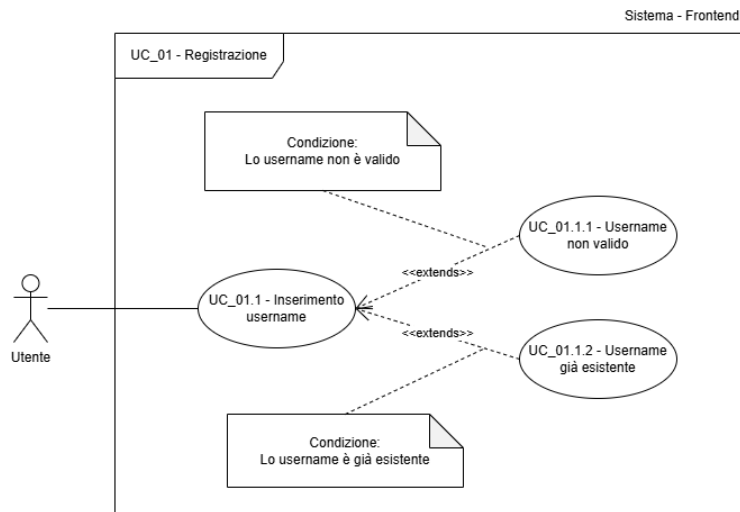 Sistema - Frontend
UC_01 - Registrazione
Condizione:
Lo username non è valido
UC_01.1.1 - Username
non valido
<<extends>>
UC_01.1 - Inserimento
username
<<extends>>
UC_01.1.2 - Username
già esistente
Utente
Condizione:
Lo username è già esistente